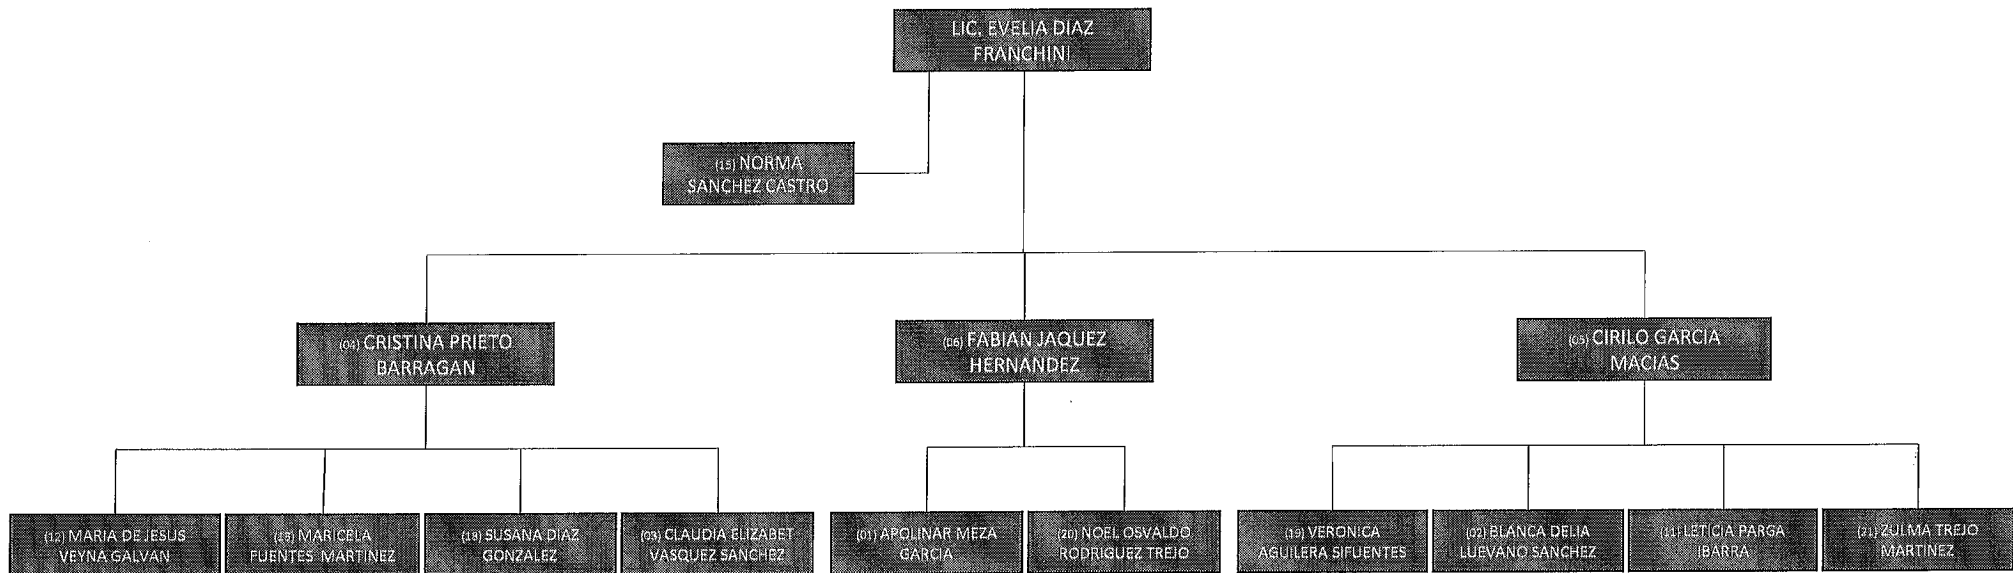 LIC. EVELIA DIAZ
FRANCHINI
(15) NORMA
SANCHEZ CASTRO
(04) CRISTINA PRIETO
BARRAGAN
(06) FABIAN JAQUEZ
HERNANDEZ
(05) CIRILO GARCIA
MACIAS
(12) MARIA DE JESUS
VEYNA GALVAN
MARICELA
FUENTES MARTINEZ
(18) SUSANA DIAZ
GONZALEZ
(03) CLAUDIA ELIZABET
VASQUEZ SANCHEZ
(01) APOLINAR MEZA
GARCIA
(20) NOEL OSVALDO
RODRIGUEZ TREJO
(19) VERONICA
AGUILERA SIFUENTES
(02) BLANCA DELIA
LUEVANO SANCHEZ
(11) LETICIA PARGA
IBARRA
(21) ZULMA TREJO
MARTINEZ